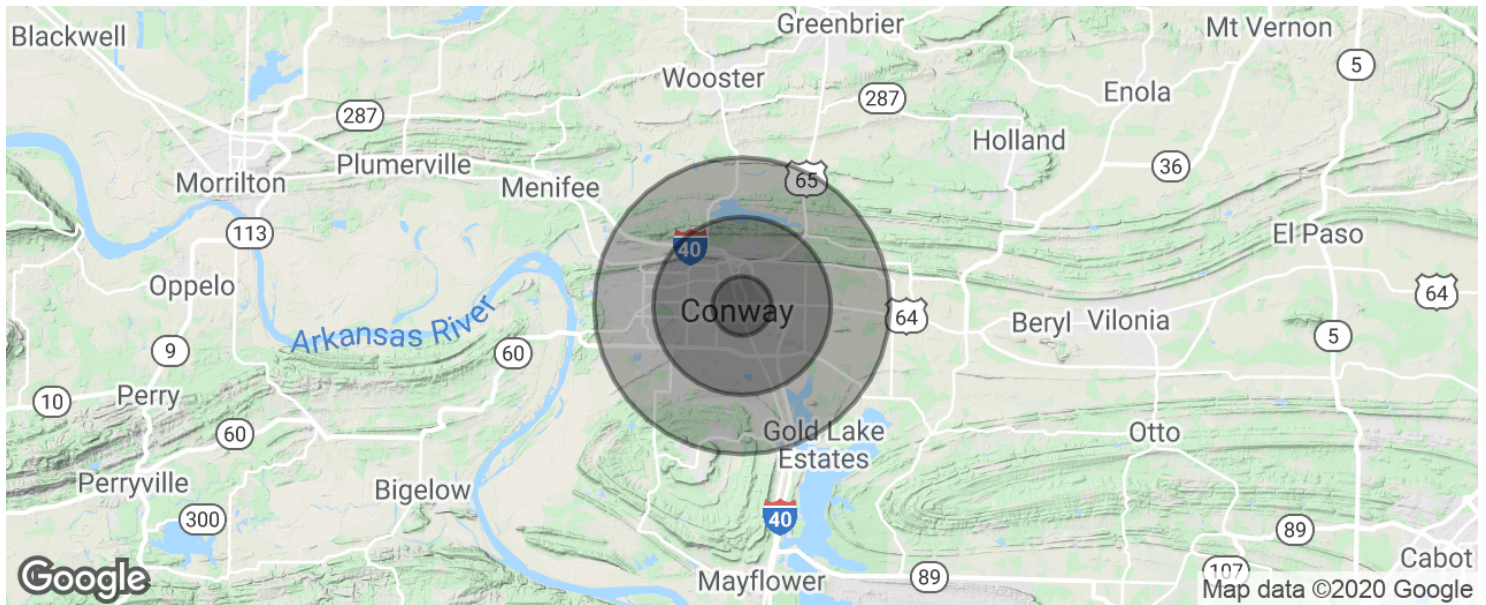 Blackwell
Greenbrier
Mt Vernon
5
Wooster
Enola
287
287
Holland
Plumerville
36
Morrilton
Menifee
65
113
El Paso
40
Oppelo
64
Arkansas River
Conway
64
Beryl
Vilonia
5
9
60
10
Perry
60
Gold Lake
Estates
Otto
Perryville
Bigelow
300
40
89
Cabot
Google
Mayflower
89
107
Map data ©2020 Google